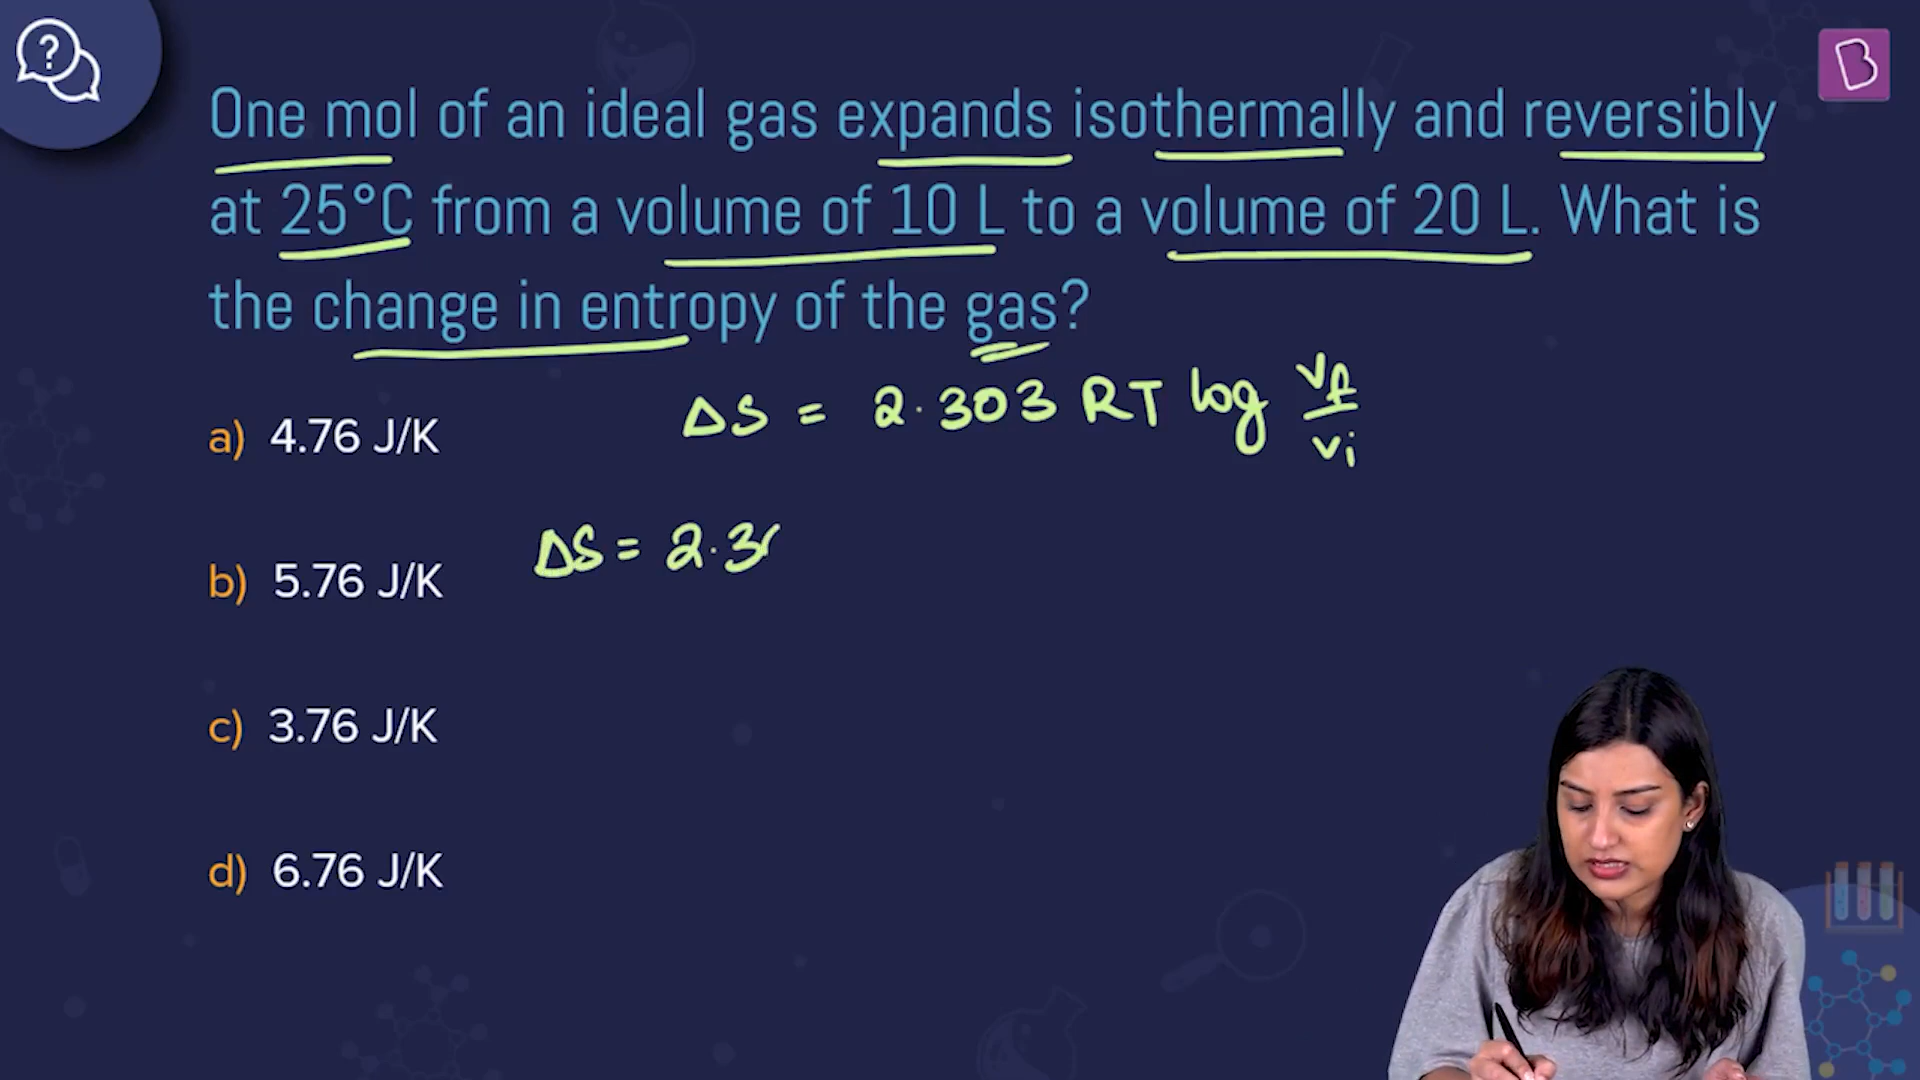 One mol of an ideal gas expands isothermally and reversibly
at 25°C from a volume of 10 L to a volume of 20 L. What is
the change in entropy of the gas?
ΔS = 2.303 RT log Vf/Vi
a) 4.76 J/K
ΔS = 2.30
b) 5.76 J/K
c) 3.76 J/K
d) 6.76 J/K